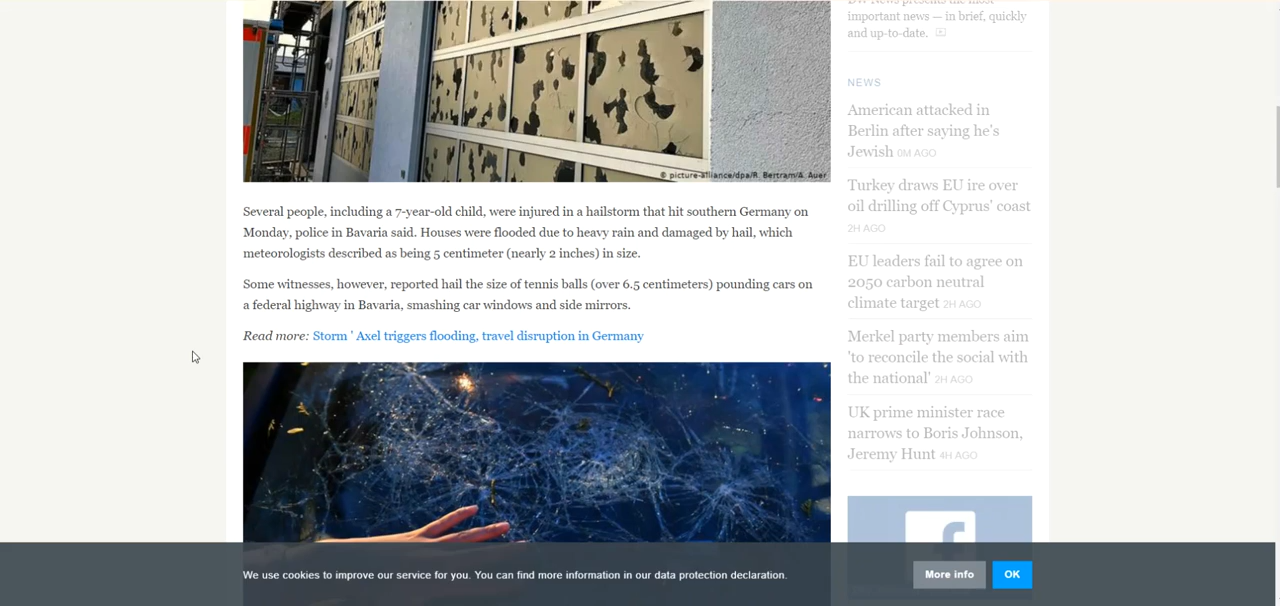 DW News presents the most
important news — in brief, quickly
and up-to-date.
NEWS
American attacked in
Berlin after saying he's
Jewish 0M AGO
Turkey draws EU ire over
oil drilling off Cyprus' coast
2H AGO
EU leaders fail to agree on
2050 carbon neutral
climate target 2H AGO
Merkel party members aim
'to reconcile the social with
the national' 2H AGO
UK prime minister race
narrows to Boris Johnson,
Jeremy Hunt 4H AGO
© picture-alliance/dpa/R. Bertram/A. Auer
Several people, including a 7-year-old child, were injured in a hailstorm that hit southern Germany on
Monday, police in Bavaria said. Houses were flooded due to heavy rain and damaged by hail, which
meteorologists described as being 5 centimeter (nearly 2 inches) in size.
Some witnesses, however, reported hail the size of tennis balls (over 6.5 centimeters) pounding cars on
a federal highway in Bavaria, smashing car windows and side mirrors.
Read more: Storm ' Axel triggers flooding, travel disruption in Germany
f
We use cookies to improve our service for you. You can find more information in our data protection declaration.
More info
OK